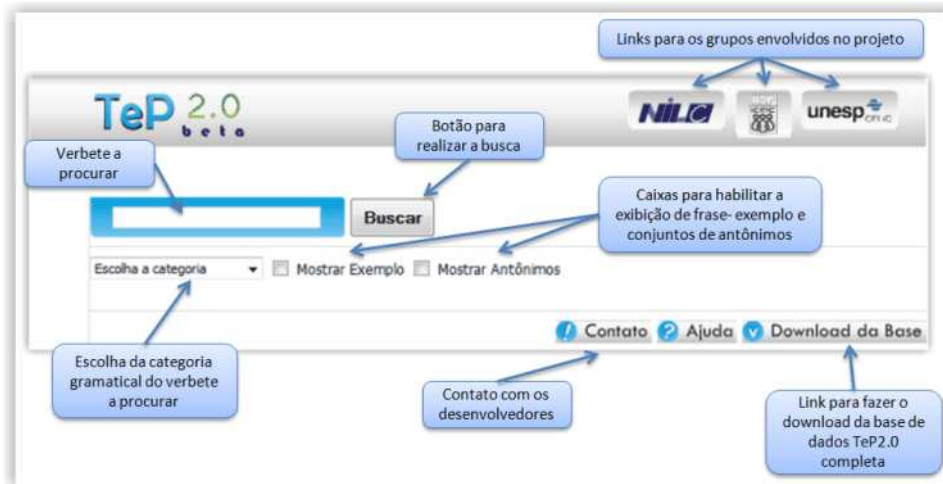 Links para os grupos envolvidos no projeto
TeP 2.0
beta
NILC
unesp
Botão para
realizar a busca
Verbete a
procurar
Caixas para habilitar a
exibição de frase- exemplo e
conjuntos de antônimos
Buscar
Escolha a categoria
Mostrar Exemplo
Mostrar Antônimos
Contato
Ajuda
Download da Base
Escolha da categoria
gramatical do verbete
a procurar
Contato com os
desenvolvedores
Link para fazer o
download da base de
dados TeP2.0
completa